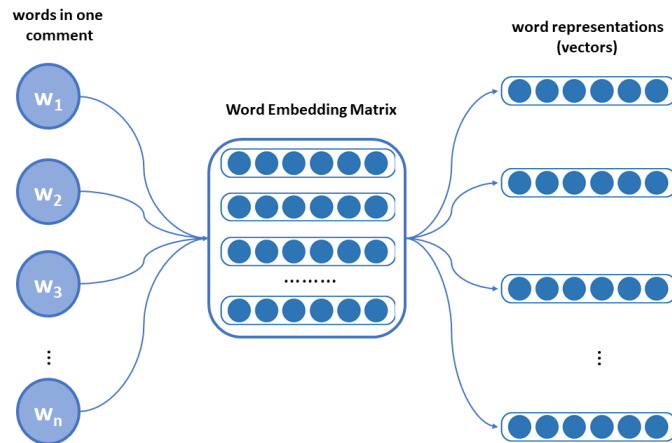 words in one
comment
word representations
(vectors)
Word Embedding Matrix
w1
w2
w3
⋮
wn
………
⋮